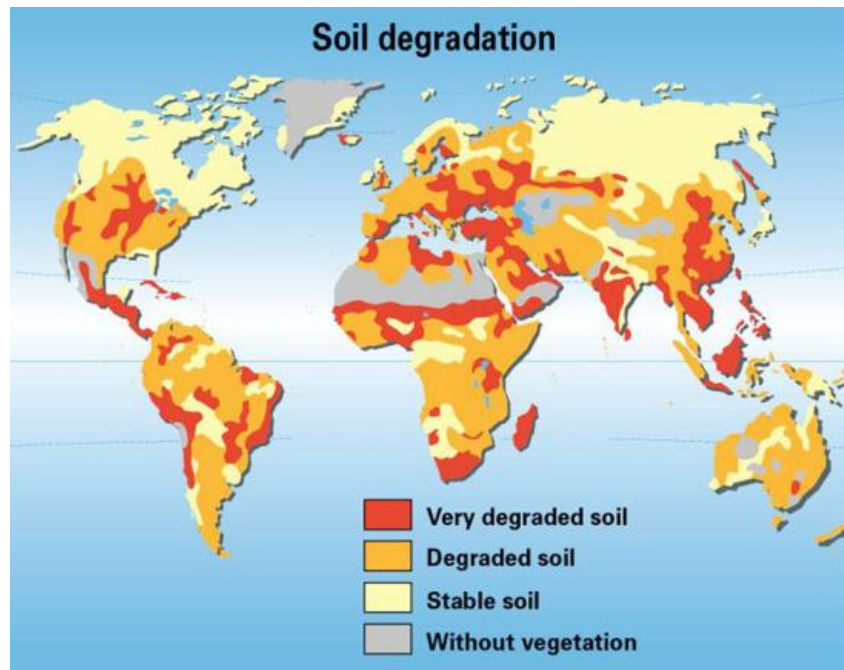 Soil degradation
Very degraded soil
Degraded soil
Stable soil
Without vegetation